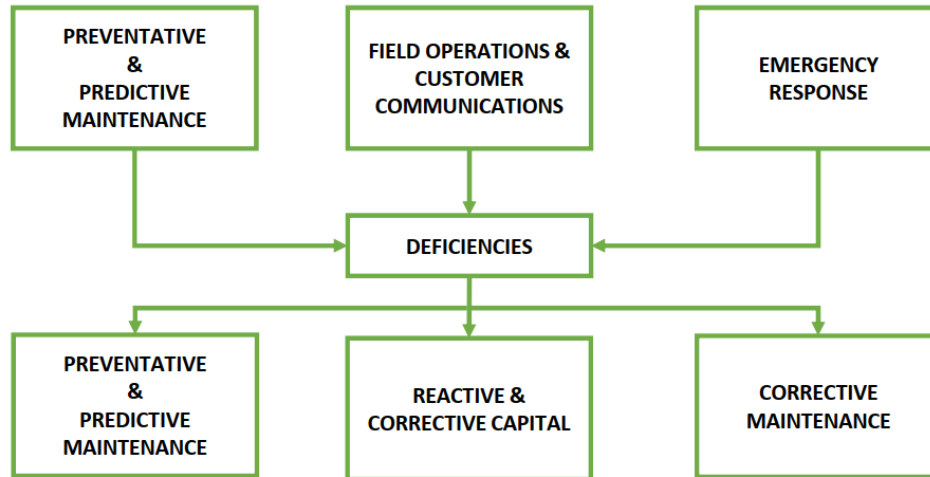 PREVENTATIVE
&
PREDICTIVE
MAINTENANCE
FIELD OPERATIONS &
CUSTOMER
COMMUNICATIONS
EMERGENCY
RESPONSE
DEFICIENCIES
PREVENTATIVE
&
PREDICTIVE
MAINTENANCE
REACTIVE &
CORRECTIVE CAPITAL
CORRECTIVE
MAINTENANCE